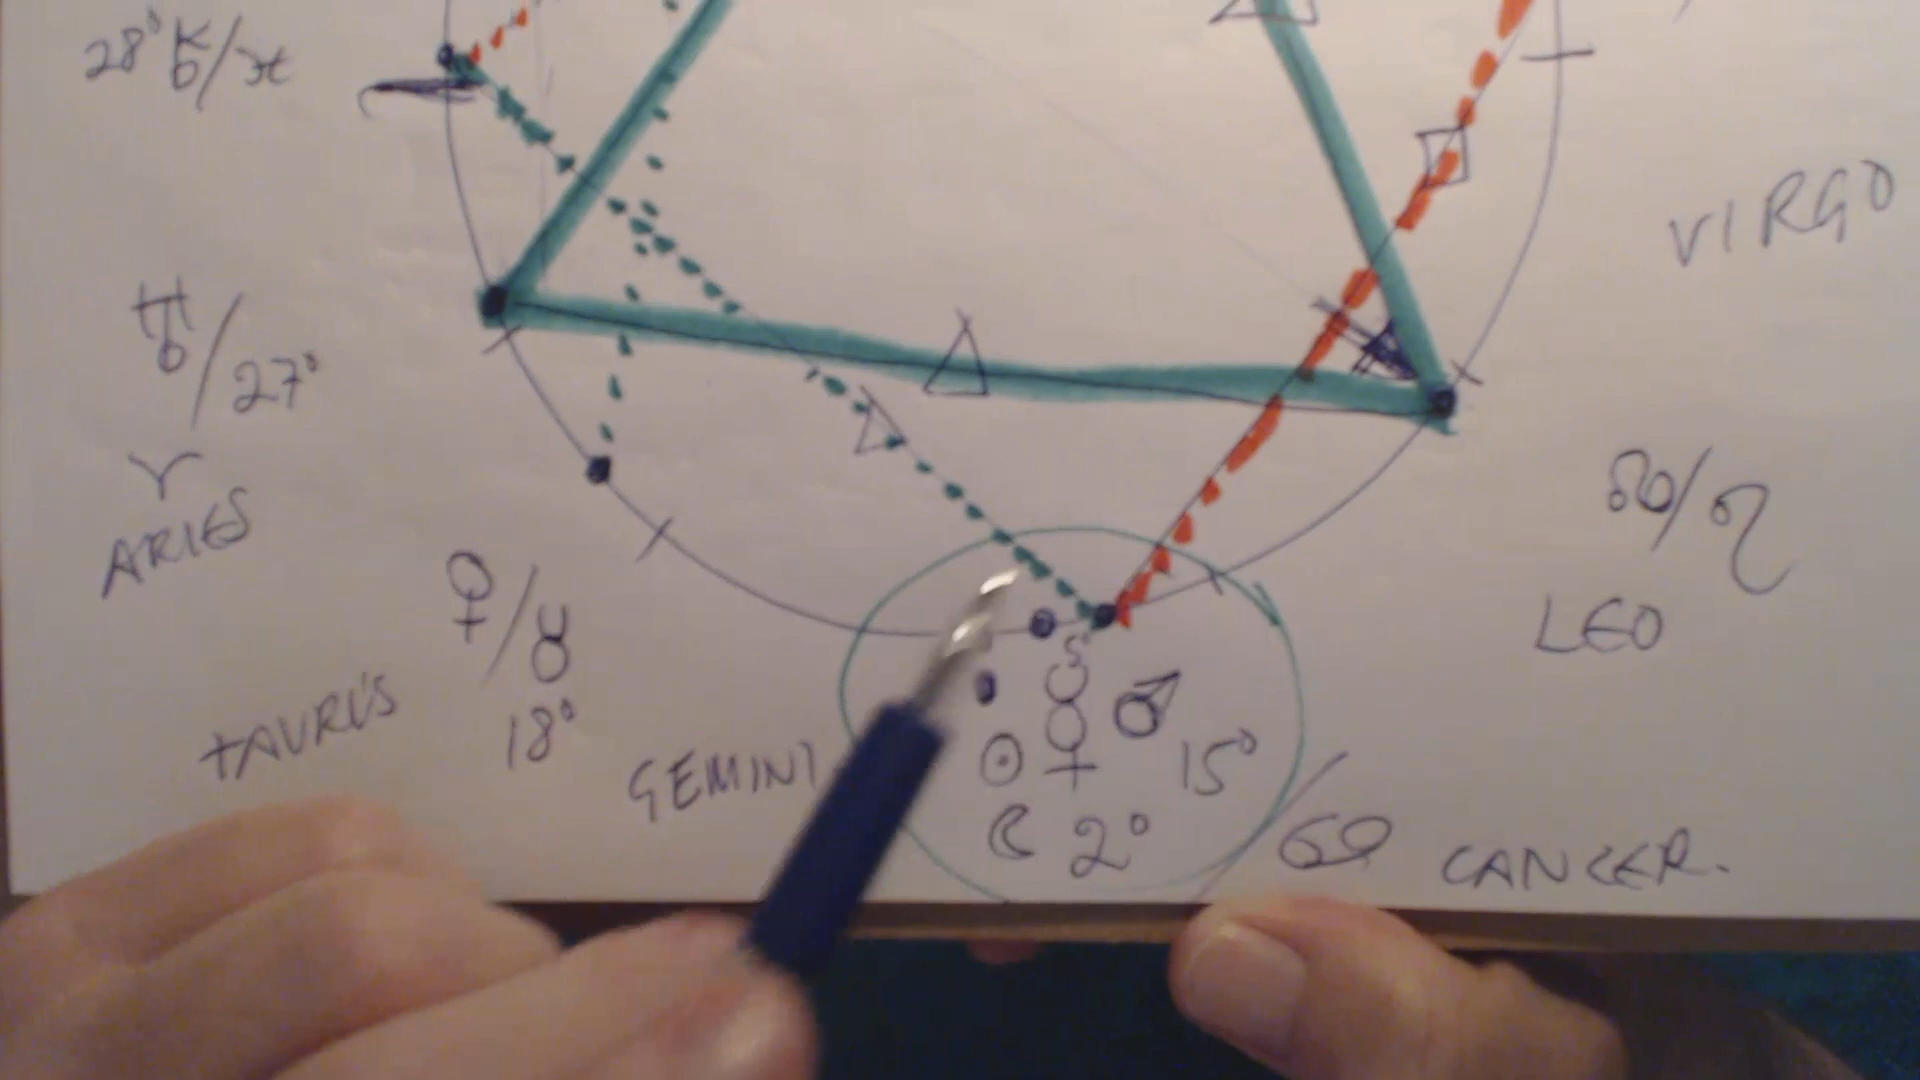 28°
VIRGO
27°
ARIES
♌
LEO
♀/♉
18°
TAURUS
GEMINI
☿ ♂
☉ 15°
☾ 2°
♋ CANCER.